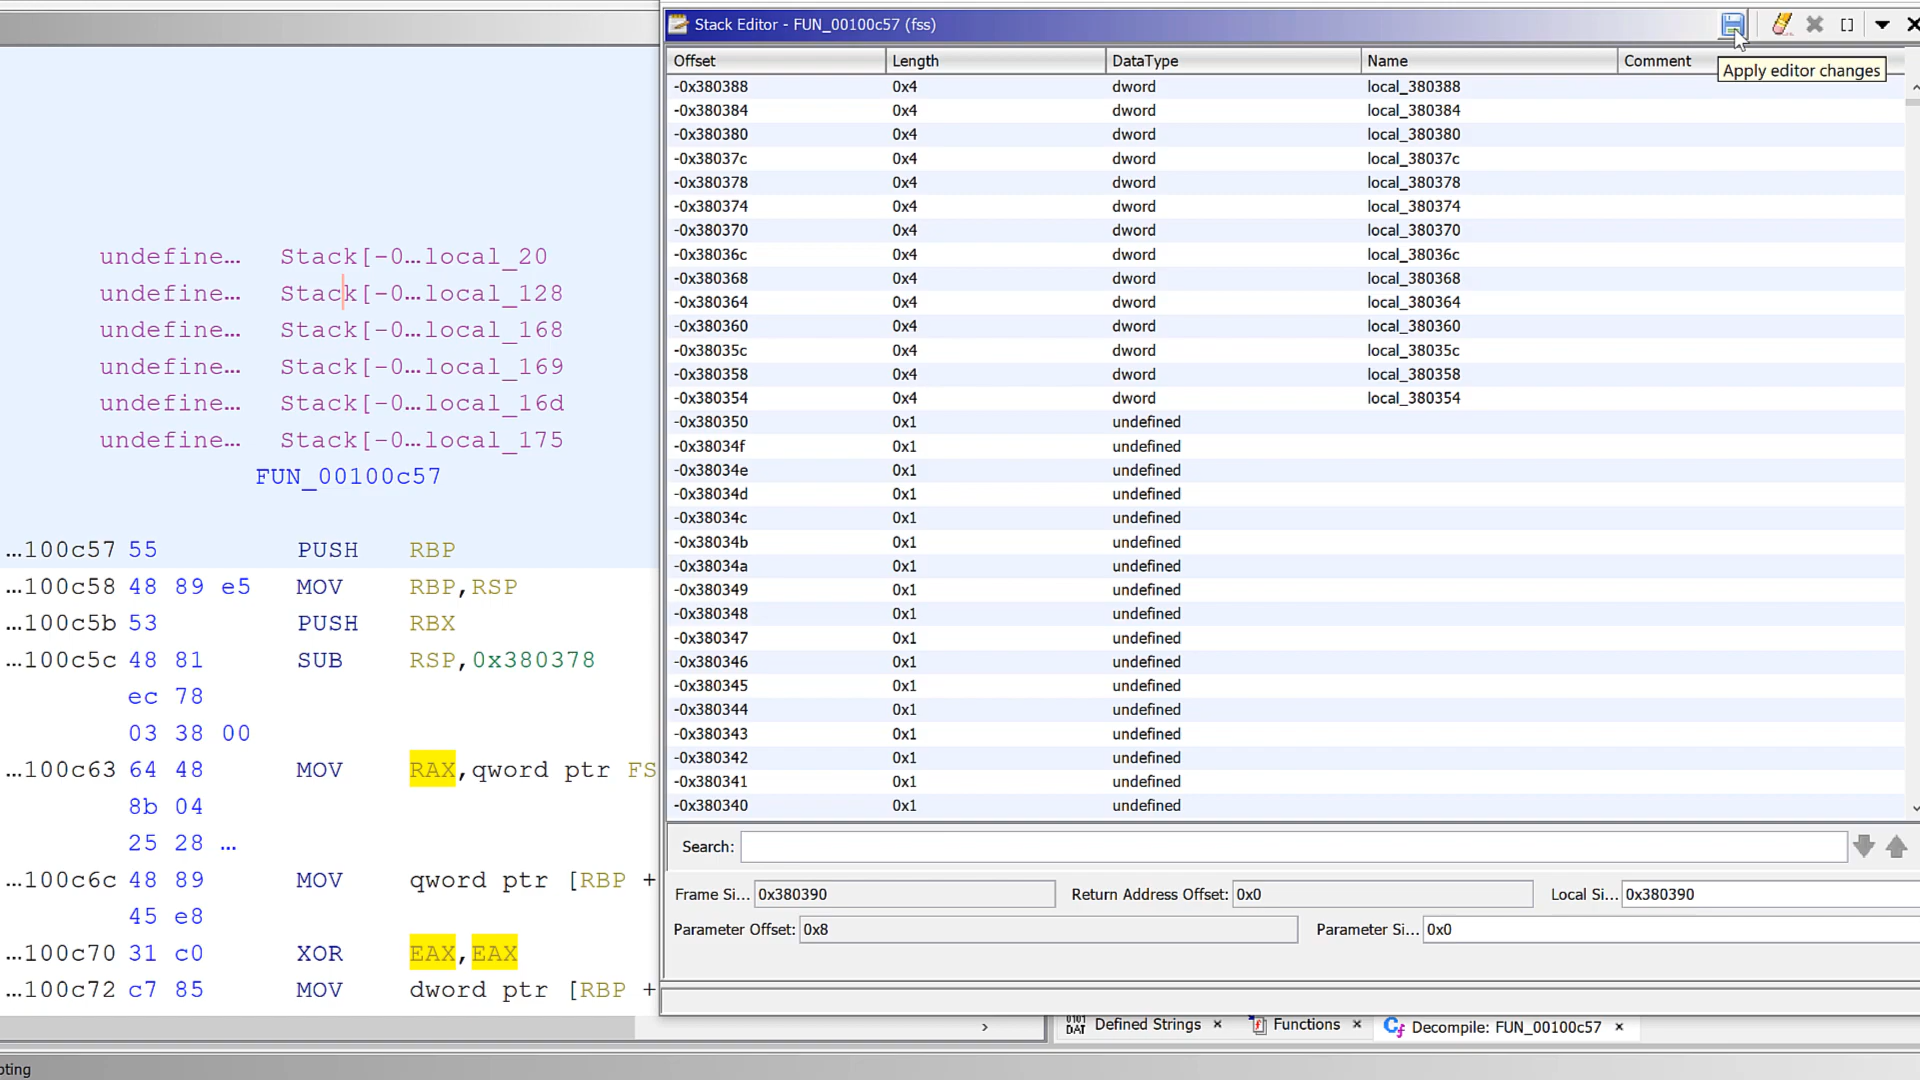 Stack Editor - FUN_00100c57 (fss)
Offset Length DataType Name Comment
Apply editor changes
-0x380388 0x4 dword local_380388
-0x380384 0x4 dword local_380384
-0x380380 0x4 dword local_380380
-0x38037c 0x4 dword local_38037c
-0x380378 0x4 dword local_380378
-0x380374 0x4 dword local_380374
-0x380370 0x4 dword local_380370
-0x38036c 0x4 dword local_38036c
-0x380368 0x4 dword local_380368
-0x380364 0x4 dword local_380364
-0x380360 0x4 dword local_380360
-0x38035c 0x4 dword local_38035c
-0x380358 0x4 dword local_380358
-0x380354 0x4 dword local_380354
-0x380350 0x1 undefined
-0x38034f 0x1 undefined
-0x38034e 0x1 undefined
-0x38034d 0x1 undefined
-0x38034c 0x1 undefined
-0x38034b 0x1 undefined
-0x38034a 0x1 undefined
-0x380349 0x1 undefined
-0x380348 0x1 undefined
-0x380347 0x1 undefined
-0x380346 0x1 undefined
-0x380345 0x1 undefined
-0x380344 0x1 undefined
-0x380343 0x1 undefined
-0x380342 0x1 undefined
-0x380341 0x1 undefined
-0x380340 0x1 undefined
Search:
Frame Si... 0x380390 Return Address Offset: 0x0 Local Si... 0x380390
Parameter Offset: 0x8 Parameter Si... 0x0
undefine… Stack[-0…local_20
undefine… Stack[-0…local_128
undefine… Stack[-0…local_168
undefine… Stack[-0…local_169
undefine… Stack[-0…local_16d
undefine… Stack[-0…local_175
FUN_00100c57
…100c57 55 PUSH RBP
…100c58 48 89 e5 MOV RBP,RSP
…100c5b 53 PUSH RBX
…100c5c 48 81 SUB RSP,0x380378
ec 78
03 38 00
…100c63 64 48 MOV RAX,qword ptr FS
8b 04
25 28 …
…100c6c 48 89 MOV qword ptr [RBP +
45 e8
…100c70 31 c0 XOR EAX,EAX
…100c72 c7 85 MOV dword ptr [RBP +
0101 DAT Defined Strings × Functions × Decompile: FUN_00100c57 ×
oting